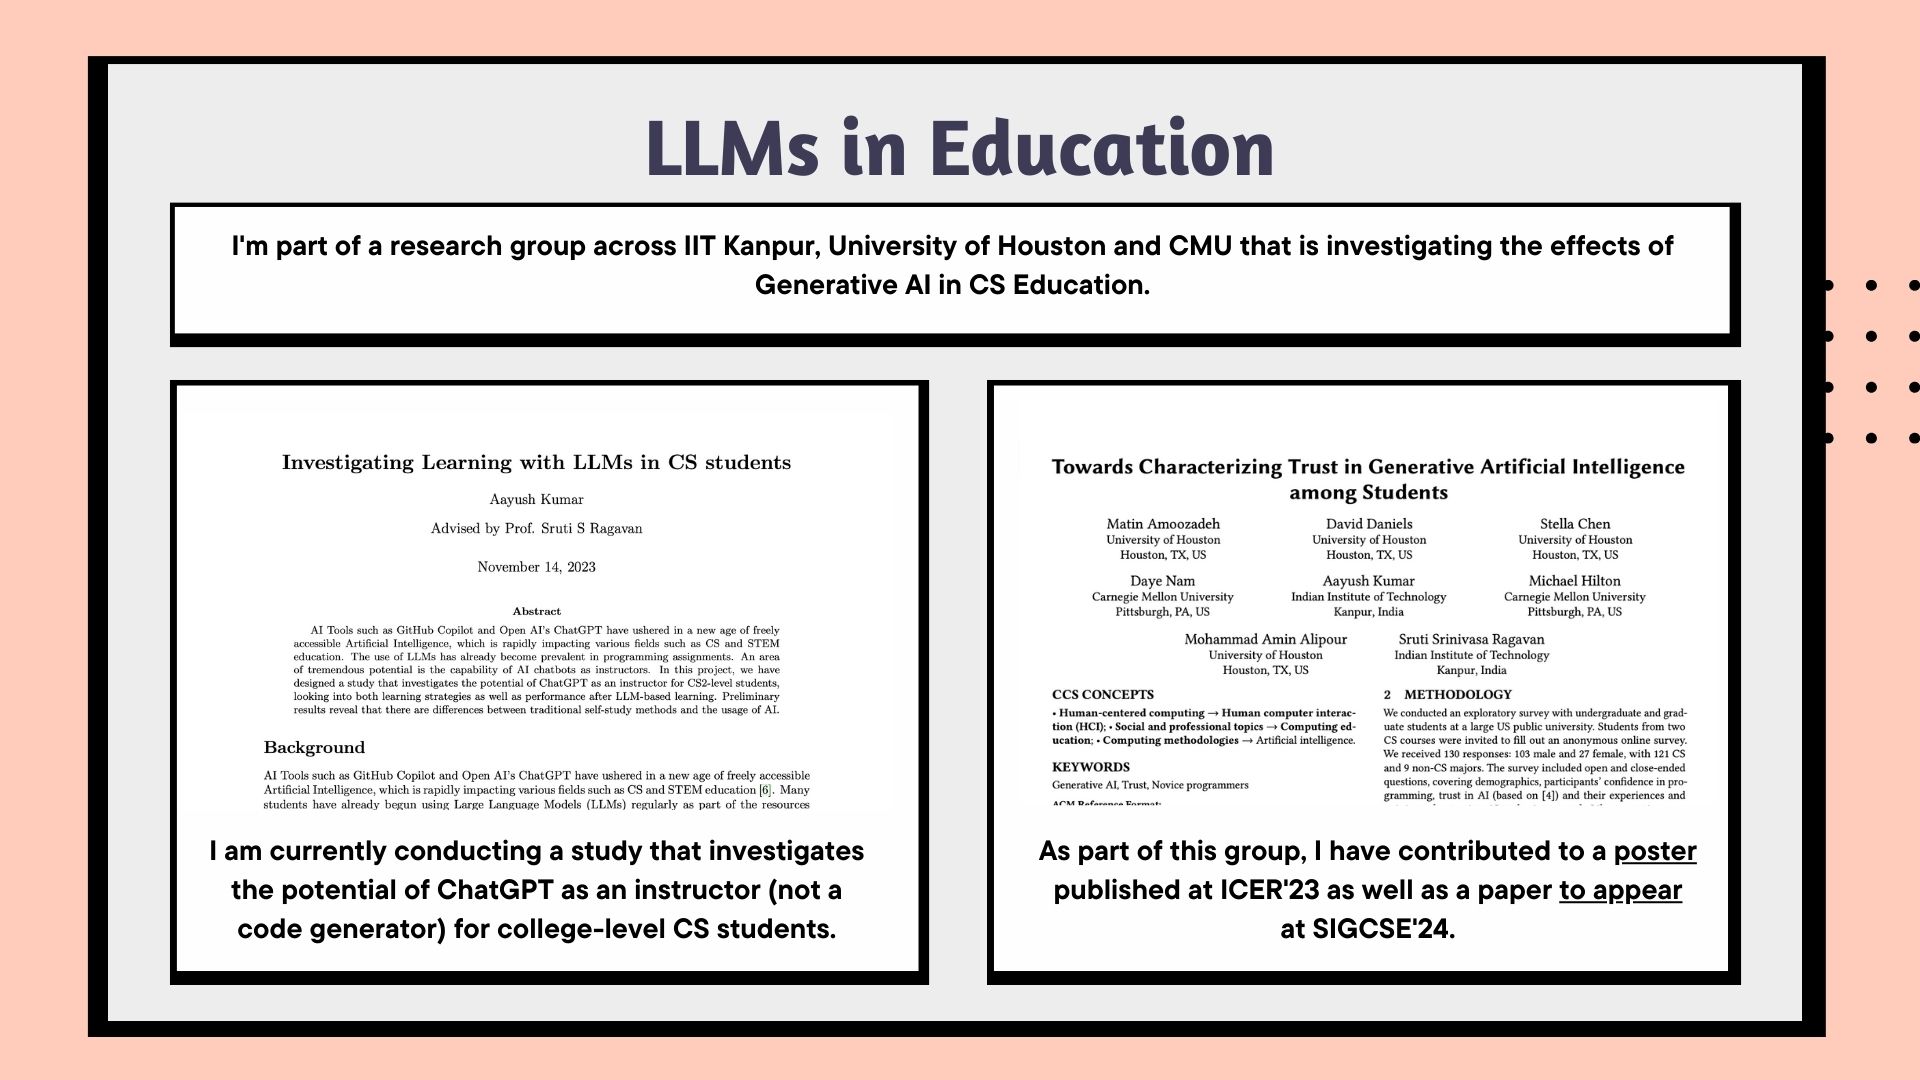 LLMs in Education
I'm part of a research group across IIT Kanpur, University of Houston and CMU that is investigating the effects of
Generative AI in CS Education.
Investigating Learning with LLMs in CS students
Aayush Kumar
Advised by Prof. Sruti S Ragavan
November 14, 2023
Abstract
AI Tools such as GitHub Copilot and Open AI's ChatGPT have ushered in a new age of freely
accessible Artificial Intelligence, which is rapidly impacting various fields such as CS and STEM
education. The use of LLMs has already become prevalent in programming assignments. An area
of tremendous potential is the capability of AI chatbots as instructors. In this project, we have
designed a study that investigates the potential of ChatGPT as an instructor for CS2-level students,
looking into both learning strategies as well as performance after LLM-based learning. Preliminary
results reveal that there are differences between traditional self-study methods and the usage of AI.
Background
AI Tools such as GitHub Copilot and Open AI's ChatGPT have ushered in a new age of freely accessible
Artificial Intelligence, which is rapidly impacting various fields such as CS and STEM education [6]. Many
students have already begun using Large Language Models (LLMs) regularly as part of the resources
I am currently conducting a study that investigates
the potential of ChatGPT as an instructor (not a
code generator) for college-level CS students.
Towards Characterizing Trust in Generative Artificial Intelligence
among Students
Matin Amoozadeh
University of Houston
Houston, TX, US
David Daniels
University of Houston
Houston, TX, US
Stella Chen
University of Houston
Houston, TX, US
Daye Nam
Carnegie Mellon University
Pittsburgh, PA, US
Aayush Kumar
Indian Institute of Technology
Kanpur, India
Michael Hilton
Carnegie Mellon University
Pittsburgh, PA, US
Mohammad Amin Alipour
University of Houston
Houston, TX, US
Sruti Srinivasa Ragavan
Indian Institute of Technology
Kanpur, India
CCS CONCEPTS
• Human-centered computing → Human computer interac-
tion (HCI); • Social and professional topics → Computing ed-
ucation; • Computing methodologies → Artificial intelligence.
KEYWORDS
Generative AI, Trust, Novice programmers
ACM Reference Format:
2 METHODOLOGY
We conducted an exploratory survey with undergraduate and grad-
uate students at a large US public university. Students from two
CS courses were invited to fill out an anonymous online survey.
We received 130 responses: 103 male and 27 female, with 121 CS
and 9 non-CS majors. The survey included open and close-ended
questions, covering demographics, participants' confidence in pro-
gramming, trust in AI (based on [4]) and their experiences and
As part of this group, I have contributed to a poster
published at ICER'23 as well as a paper to appear
at SIGCSE'24.